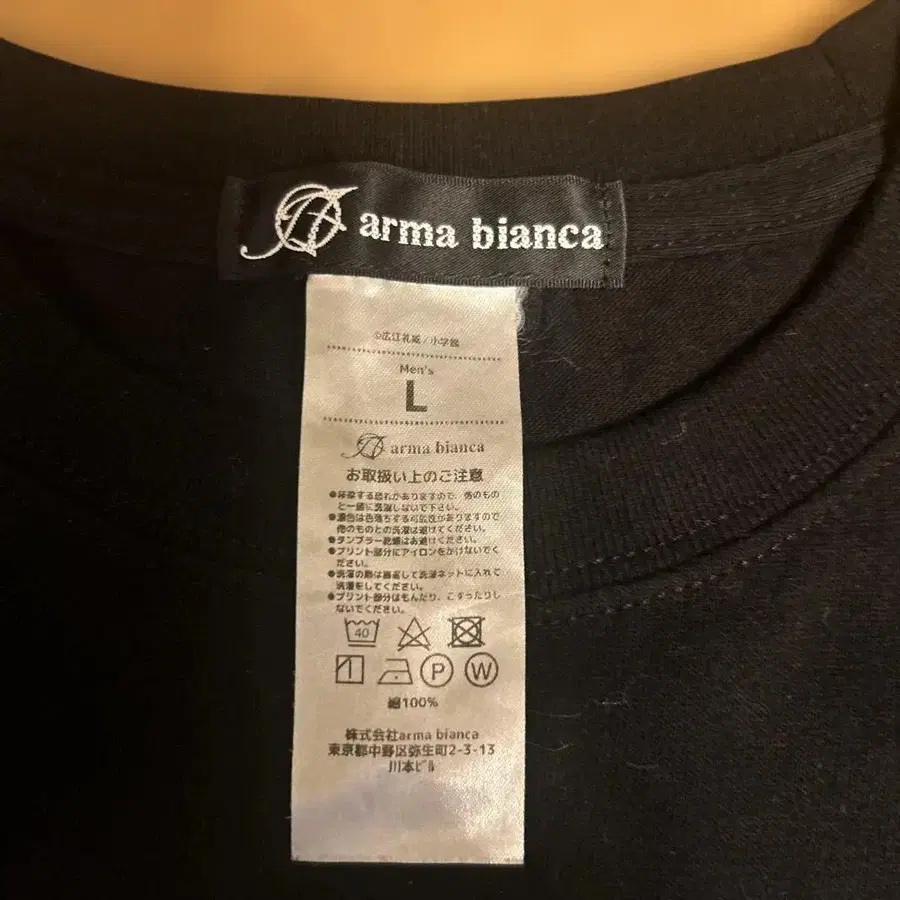 arma bianca
©広江礼威/小学館
Men's
L
arma bianca
お取扱い上のご注意
●移染する恐れがありますので、他のもの
と一緒に洗濯しないで下さい。
●濃色は色落ちする可能性がありますので
他のものとの洗濯は避けてください。
●タンブラー乾燥はお避けください。
●プリント部分にアイロンをかけないでく
ださい。
●洗濯の際は裏返して洗濯ネットに入れて
洗濯をしてください。
●プリント部分はもんだり、こすったりし
ないでください。
40
P
W
綿100%
株式会社arma bianca
東京都中野区弥生町2-3-13
川本ビル